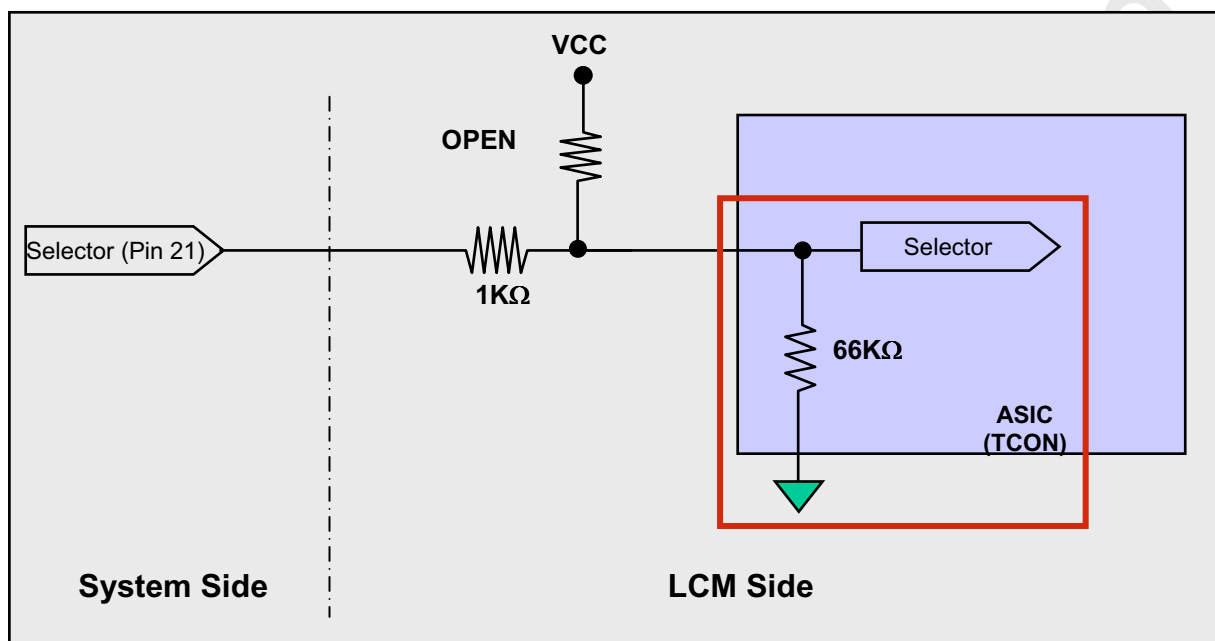 VCC
OPEN
Selector (Pin 21)
Selector
1KΩ
66KΩ
ASIC
(TCON)
System Side
LCM Side